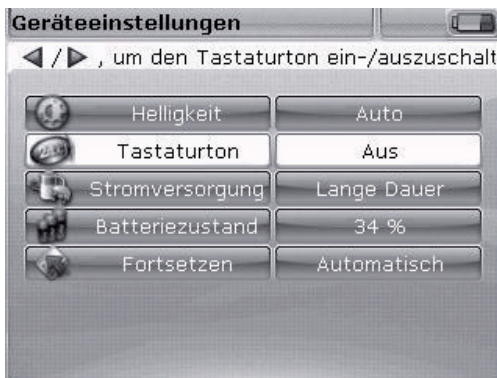 Geräteeinstellungen
◀/▶ , um den Tastaturton ein-/auszuschalt
Helligkeit Auto
Tastaturton Aus
Stromversorgung Lange Dauer
Batteriezustand 34 %
Fortsetzen Automatisch